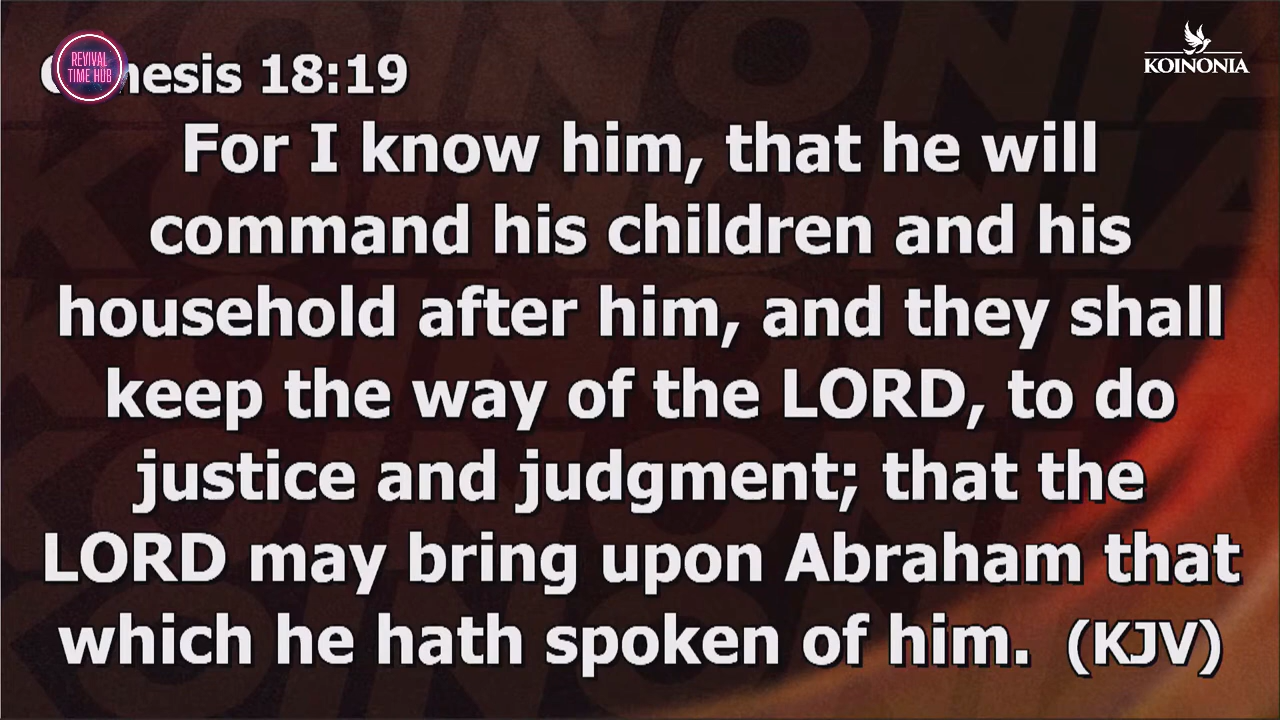 REVIVAL
TIME HUB
nesis 18:19
KOINONIA
For I know him, that he will
command his children and his
household after him, and they shall
keep the way of the LORD, to do
justice and judgment; that the
LORD may bring upon Abraham that
which he hath spoken of him. (KJV)